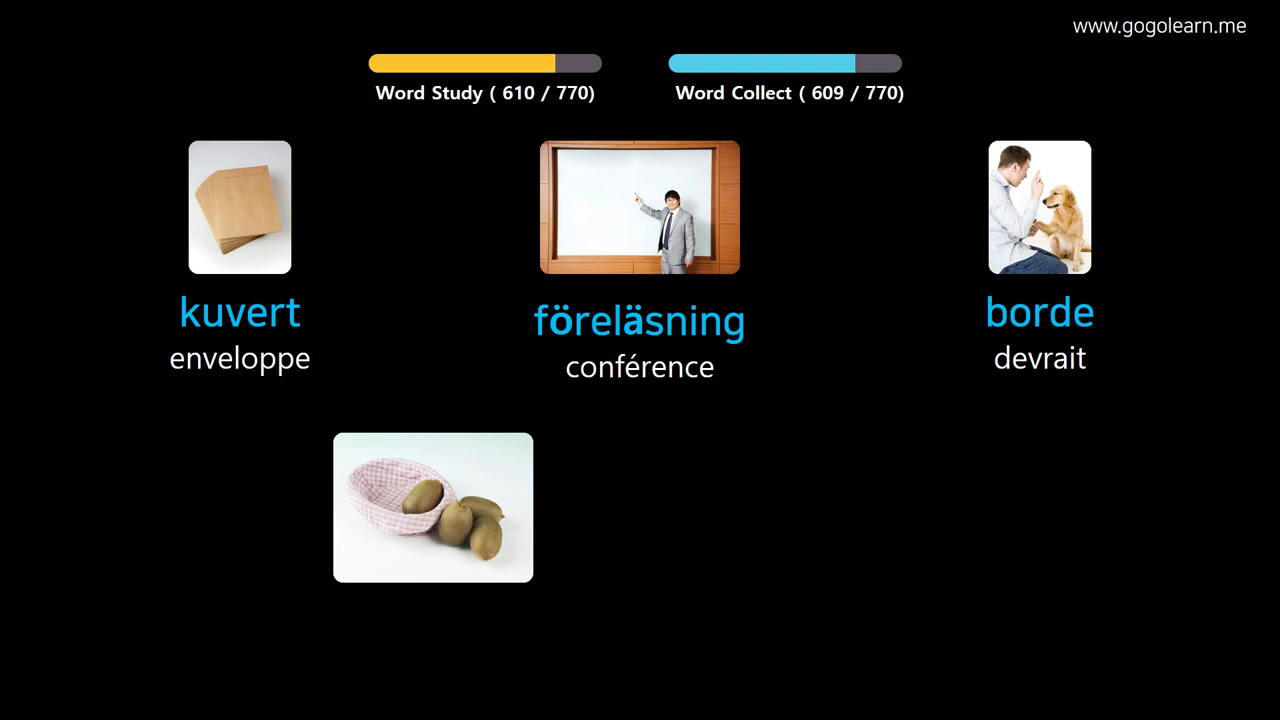 www.gogolearn.me
Word Study ( 610 / 770)
Word Collect ( 609 / 770)
kuvert
enveloppe
föreläsning
conférence
borde
devrait